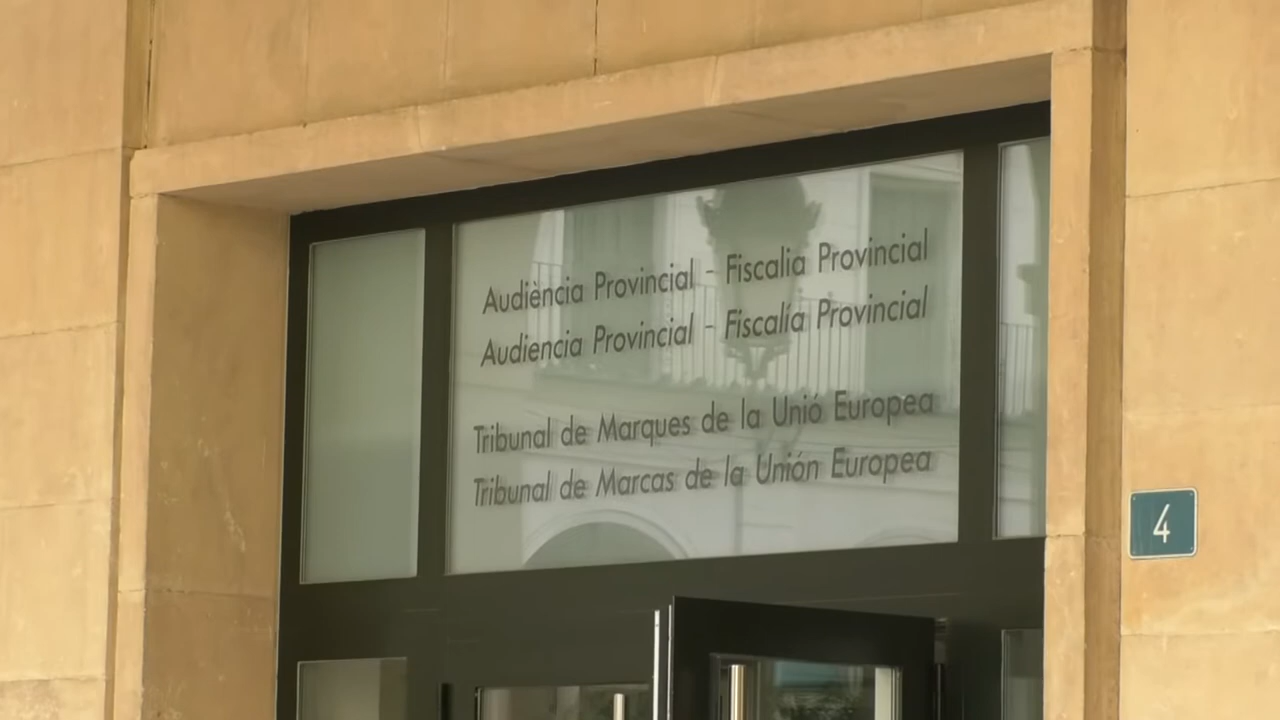 Audiència Provincial - Fiscalia Provincial
Audiencia Provincial - Fiscalía Provincial
Tribunal de Marques de la Unió Europea
Tribunal de Marcas de la Unión Europea
4